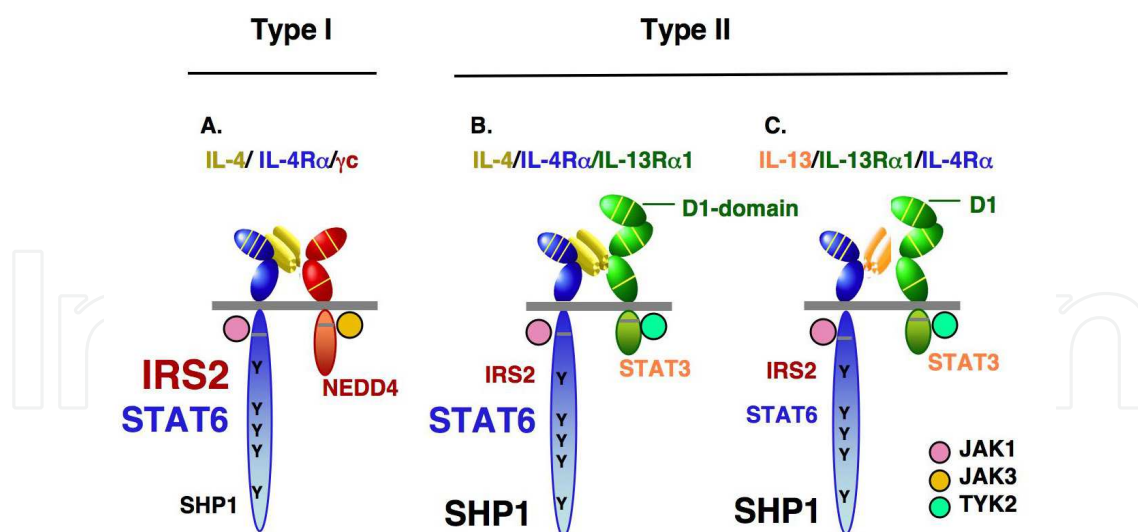 Type I
Type II
A.
IL-4/ IL-4Rα/γc
B.
IL-4/IL-4Rα/IL-13Rα1
C.
IL-13/IL-13Rα1/IL-4Rα
D1-domain
D1
IRS2
STAT6
SHP1
NEDD4
Y
Y
Y
Y
Y
IRS2
STAT6
SHP1
STAT3
Y
Y
Y
Y
Y
IRS2
STAT6
SHP1
STAT3
Y
Y
Y
Y
Y
JAK1
JAK3
TYK2